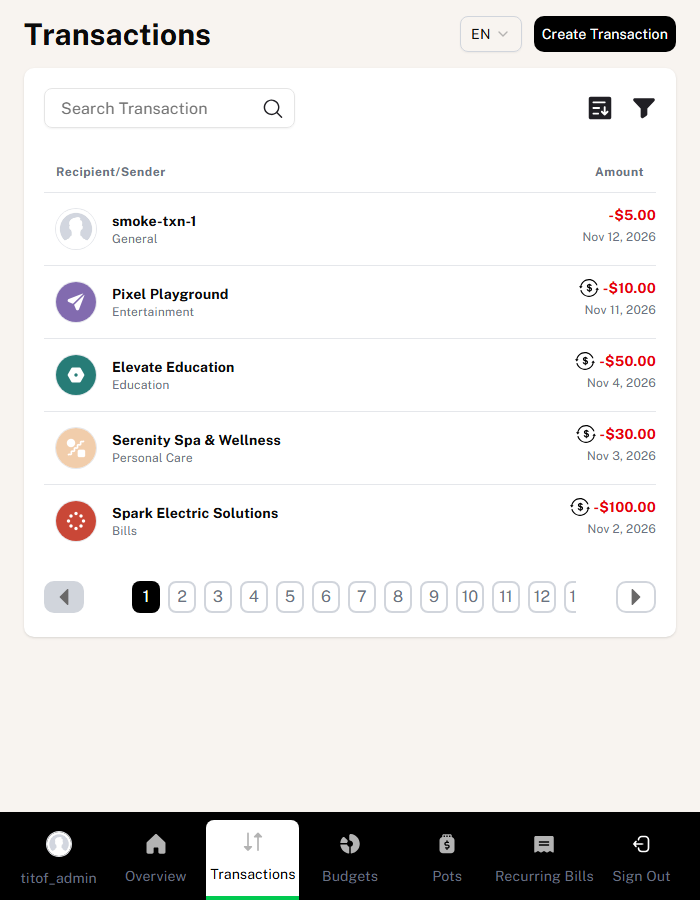 Transactions
EN
Create Transaction
Search Transaction
Recipient/Sender
Amount
smoke-txn-1
General
-$5.00
Nov 12, 2026
Pixel Playground
Entertainment
-$10.00
Nov 11, 2026
Elevate Education
Education
-$50.00
Nov 4, 2026
Serenity Spa & Wellness
Personal Care
-$30.00
Nov 3, 2026
Spark Electric Solutions
Bills
-$100.00
Nov 2, 2026
1 2 3 4 5 6 7 8 9 10 11 12
titof_admin
Overview
Transactions
Budgets
Pots
Recurring Bills
Sign Out